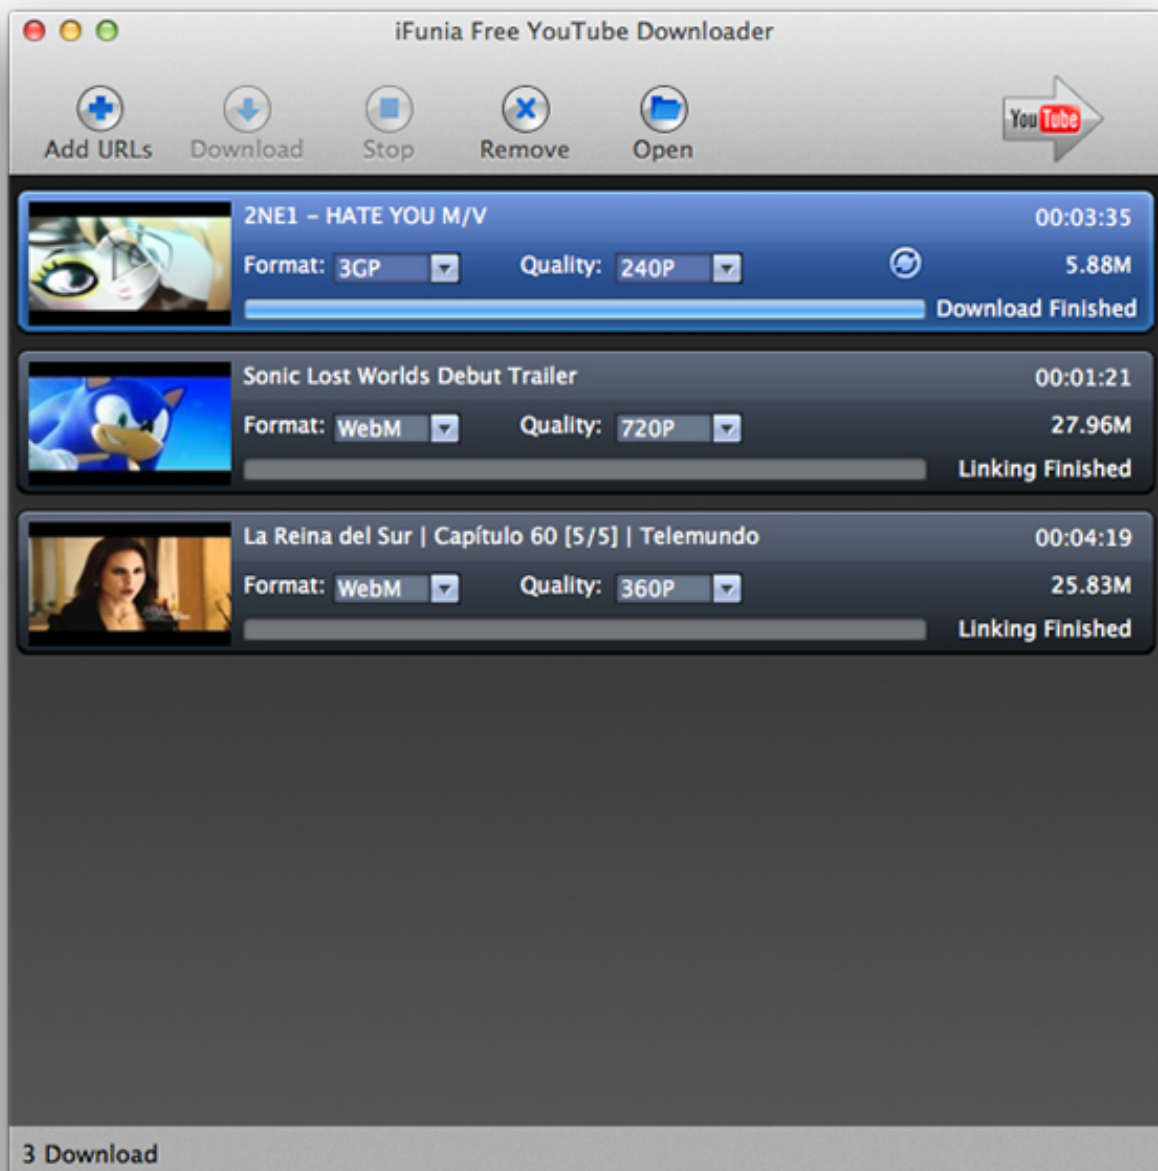 iFunia Free YouTube Downloader
Add URLs Download Stop Remove Open
You Tube
2NE1 – HATE YOU M/V 00:03:35
Format: 3GP Quality: 240P 5.88M
Download Finished
Sonic Lost Worlds Debut Trailer 00:01:21
Format: WebM Quality: 720P 27.96M
Linking Finished
La Reina del Sur | Capítulo 60 [5/5] | Telemundo 00:04:19
Format: WebM Quality: 360P 25.83M
Linking Finished
3 Download